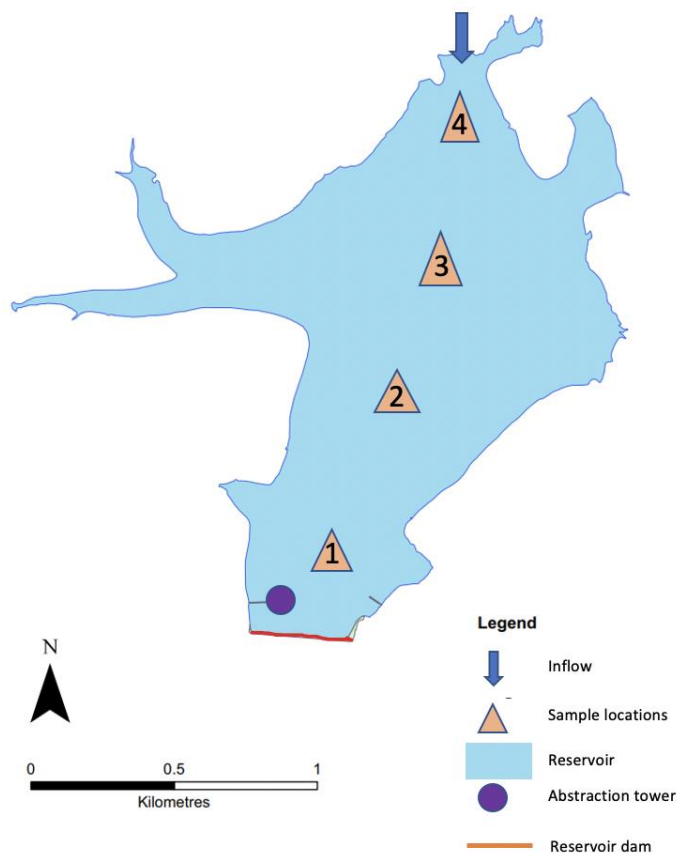 4
3
2
1
N
0 0.5 1
Kilometres
Legend
Inflow
Sample locations
Reservoir
Abstraction tower
Reservoir dam